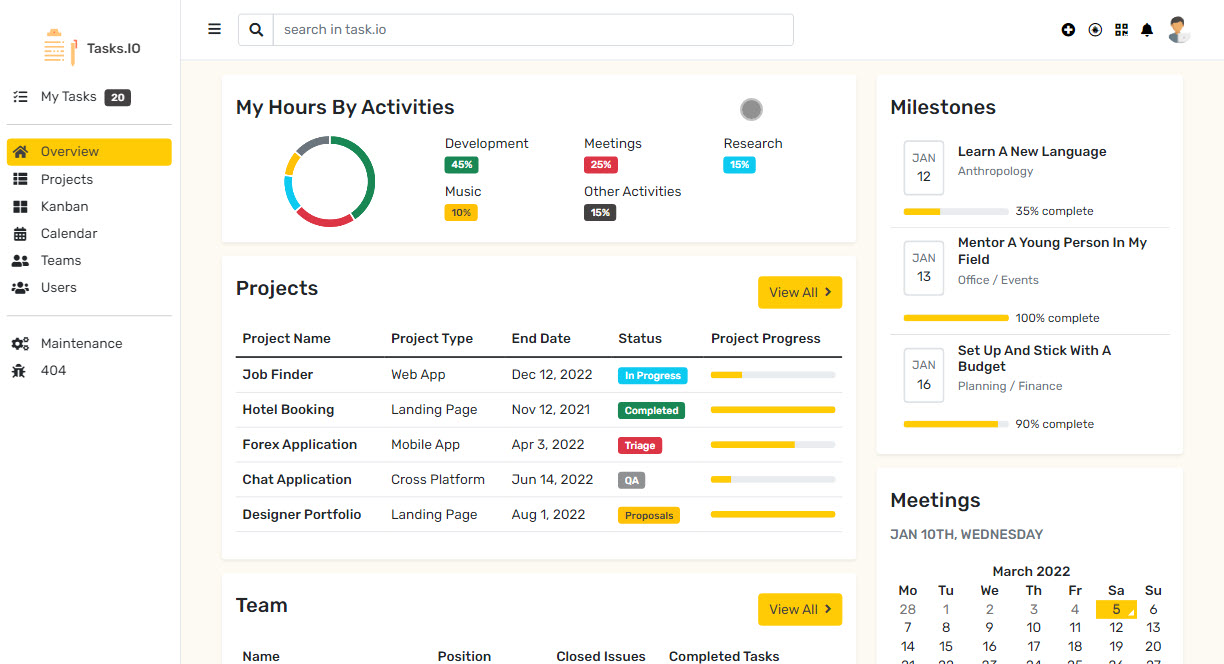 Tasks.IO
My Tasks 20
Overview
Projects
Kanban
Calendar
Teams
Users
Maintenance
404
search in task.io
My Hours By Activities
Development Meetings Research
45% 25% 15%
Music Other Activities
10% 15%
Projects
View All
Project Name Project Type End Date Status Project Progress
Job Finder Web App Dec 12, 2022 In Progress
Hotel Booking Landing Page Nov 12, 2021 Completed
Forex Application Mobile App Apr 3, 2022 Triage
Chat Application Cross Platform Jun 14, 2022 QA
Designer Portfolio Landing Page Aug 1, 2022 Proposals
Team
View All
Name Position Closed Issues Completed Tasks
Milestones
JAN
12
Learn A New Language
Anthropology
35% complete
JAN
13
Mentor A Young Person In My
Field
Office / Events
100% complete
JAN
16
Set Up And Stick With A
Budget
Planning / Finance
90% complete
Meetings
JAN 10TH, WEDNESDAY
March 2022
Mo Tu We Th Fr Sa Su
28 1 2 3 4 5 6
7 8 9 10 11 12 13
14 15 16 17 18 19 20